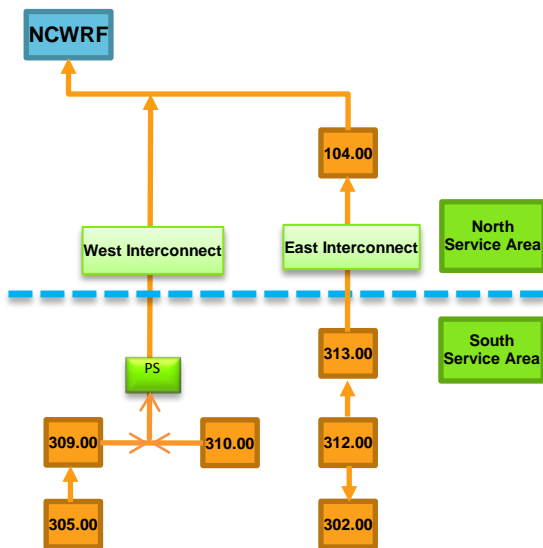 NCWRF
104.00
North
Service Area
West Interconnect
East Interconnect
South
Service Area
313.00
PS
309.00
310.00
312.00
305.00
302.00